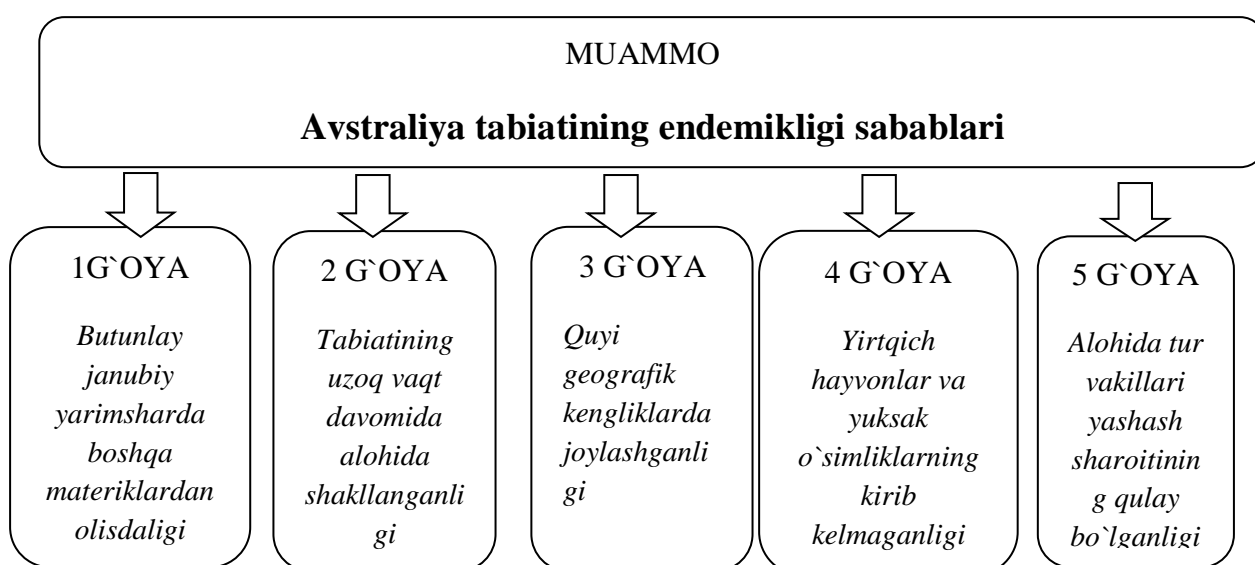 MUAMMO
Avstraliya tabiatining endemikligi sabablari
1G`OYA
Butunlay
janubiy
yarimsharda
boshqa
materiklardan
olisdaligi
2 G`OYA
Tabiatining
uzoq vaqt
davomida
alohida
shakllanganli
gi
3 G`OYA
Quyi
geografik
kengliklarda
joylashganli
gi
4 G`OYA
Yirtqich
hayvonlar va
yuksak
o`simliklarning
kirib
kelmaganligi
5 G`OYA
Alohida tur
vakillari
yashash
sharoitinin
g qulay
bo`lganligi